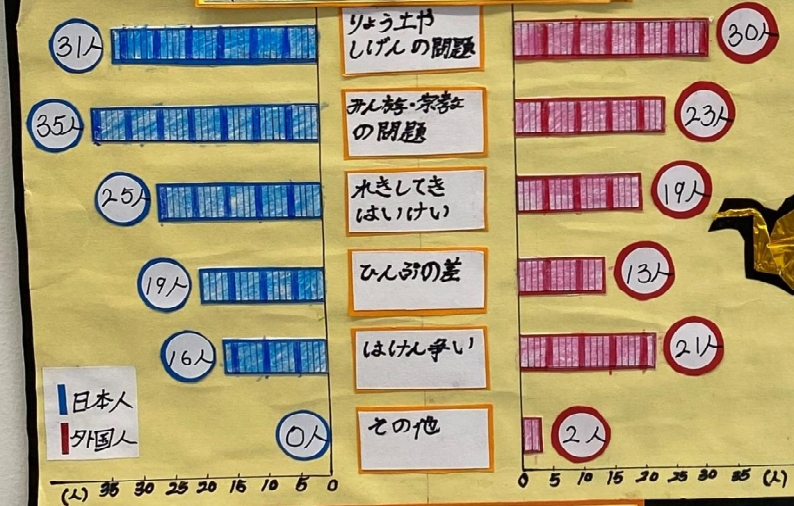 31人
りょう土や
しげんの問題
30人
35人
みん族・宗教
の問題
23人
25人
れきしてき
はいけい
19人
19人
ひんぷの差
13人
16人
はけん争い
21人
日本人
外国人
0人
その他
2人
(人) 35 30 25 20 15 10 5 0
0 5 10 15 20 25 30 35 (人)